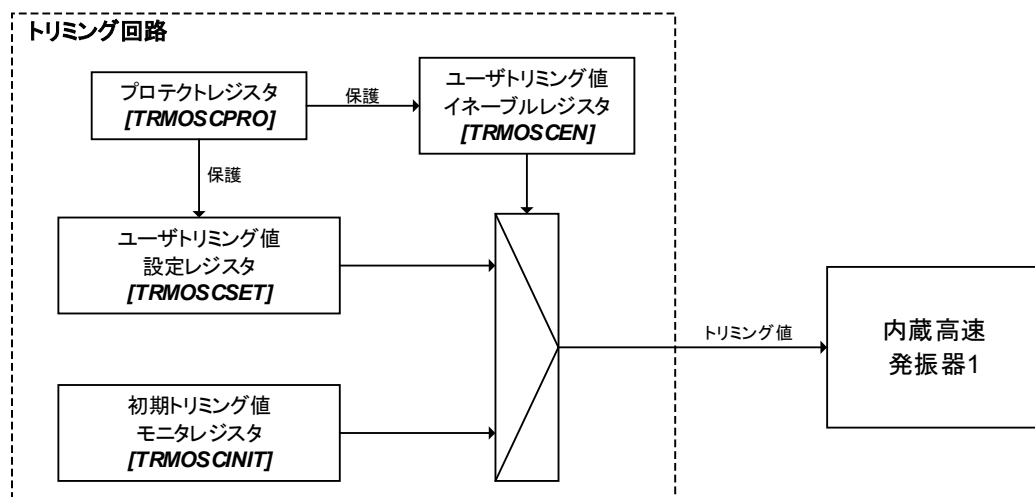 トリミング回路
プロテクトレジスタ
[TRMOSCPRO]
保護
ユーザトリミング値
イネーブルレジスタ
[TRMOSCEN]
保護
ユーザトリミング値
設定レジスタ
[TRMOSCSET]
トリミング値
内蔵高速
発振器1
初期トリミング値
モニタレジスタ
[TRMOSCINIT]